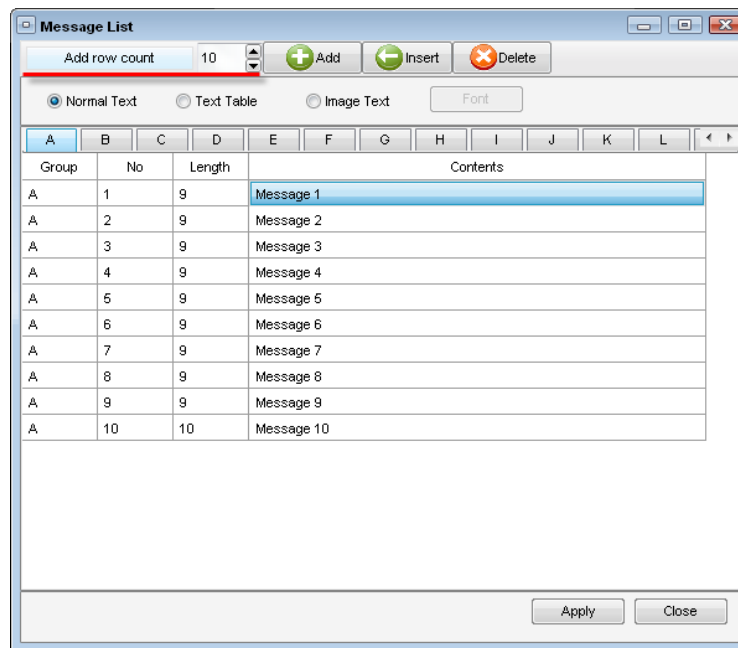 Message List
Add row count 10 Add Insert Delete
Normal Text Text Table Image Text Font
A B C D E F G H I J K L
Group No Length Contents
A 1 9 Message 1
A 2 9 Message 2
A 3 9 Message 3
A 4 9 Message 4
A 5 9 Message 5
A 6 9 Message 6
A 7 9 Message 7
A 8 9 Message 8
A 9 9 Message 9
A 10 10 Message 10
Apply Close